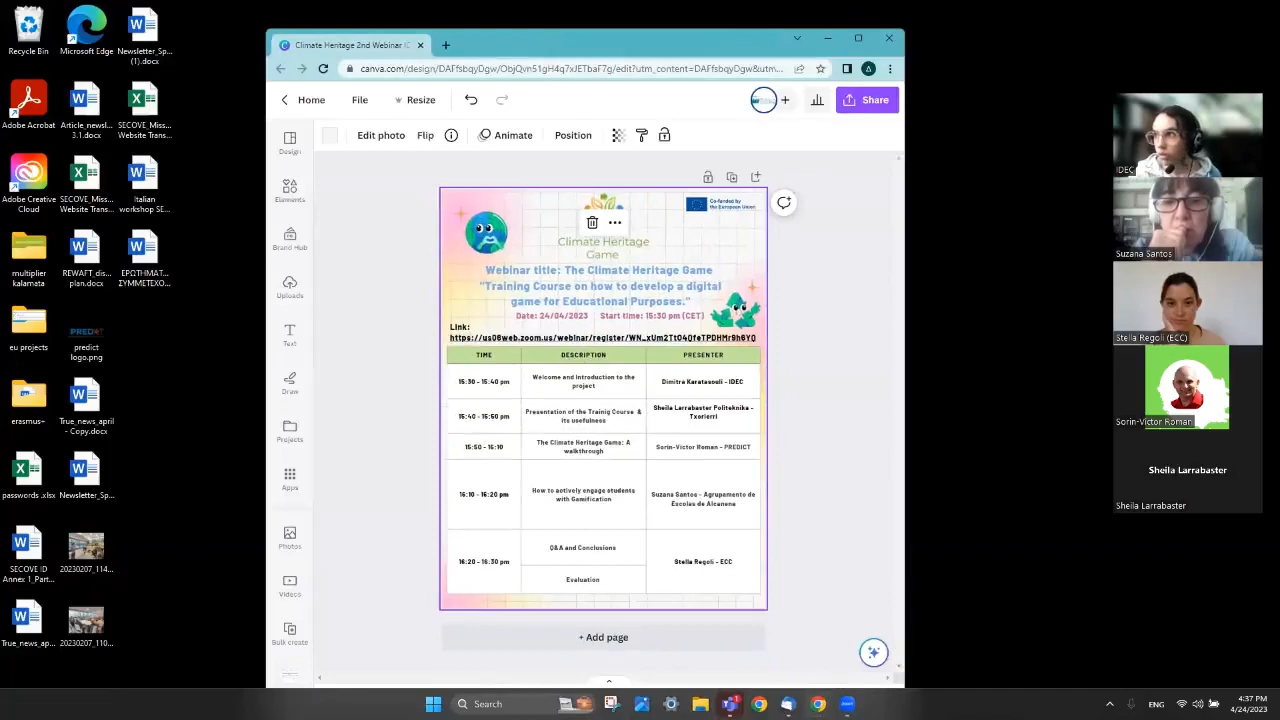 Recycle Bin
Microsoft Edge
Newsletter_Sp...
(1).docx
Adobe Acrobat
Article_newsl...
3.1.docx
SECOVE_Miss...
Website Trans...
Adobe Creative
Cloud
SECOVE_Miss...
Website Trans...
Italian
workshop SE...
multiplier
kalamata
REWAFT_dis...
plan.docx
ΕΡΩΤΗΜΑΤ...
ΣΥΜΜΕΤΕΧΟ...
eu projects
PREDICT
predict
logo.png
erasmus+
True_news_april
- Copy.docx
passwords .xlsx
Newsletter_Sp...
SECOVE ID
Annex 1_Part...
20230207_114...
True_news_ap...
20230207_110...
Climate Heritage 2nd Webinar
canva.com/design/DAFfsbqyDgw/ObjQvn51gH4q7xJETbaF7g/edit?utm_content=DAFfsbqyDgw&utm...
Home
File
Resize
Share
Edit photo
Flip
Animate
Position
Design
Elements
Brand Hub
Uploads
Text
Draw
Projects
Apps
Photos
Videos
Bulk create
Co-funded by
the European Union
Climate Heritage
Game
Webinar title: The Climate Heritage Game
"Training Course on how to develop a digital
game for Educational Purposes."
Date: 24/04/2023 Start time: 15:30 pm (CET)
Link:
TIME DESCRIPTION PRESENTER
15:30 - 15:40 pm Welcome and Introduction to the project Dimitra Karatasouli - IDEC
15:40 - 15:50 pm Presentation of the Trainig Course & its usefulness Sheila Larrabaster Politeknika - Txorierri
15:50 - 16:10 The Climate Heritage Game: A walkthrough Sorin-Victor Roman - PREDICT
16:10 - 16:20 pm How to actively engage students with Gamification Suzana Santos - Agrupamento de Escolas de Alcanena
16:20 - 16:30 pm Q&A and Conclusions Stella Regoli - ECC
Evaluation
+ Add page
IDEC
Suzana Santos
Stella Regoli (ECC)
Sorin-Victor Roman
Sheila Larrabaster
Sheila Larrabaster
Search
ENG
4:37 PM
4/24/2023